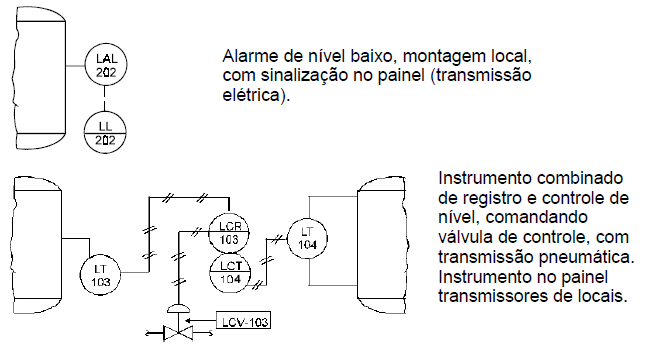 LAL
202
LL
202
Alarme de nível baixo, montagem local,
com sinalização no painel (transmissão
elétrica).
LT
103
LCR
103
LCT
104
LT
104
LCV-103
Instrumento combinado
de registro e controle de
nível, comandando
válvula de controle, com
transmissão pneumática.
Instrumento no painel
transmissores de locais.